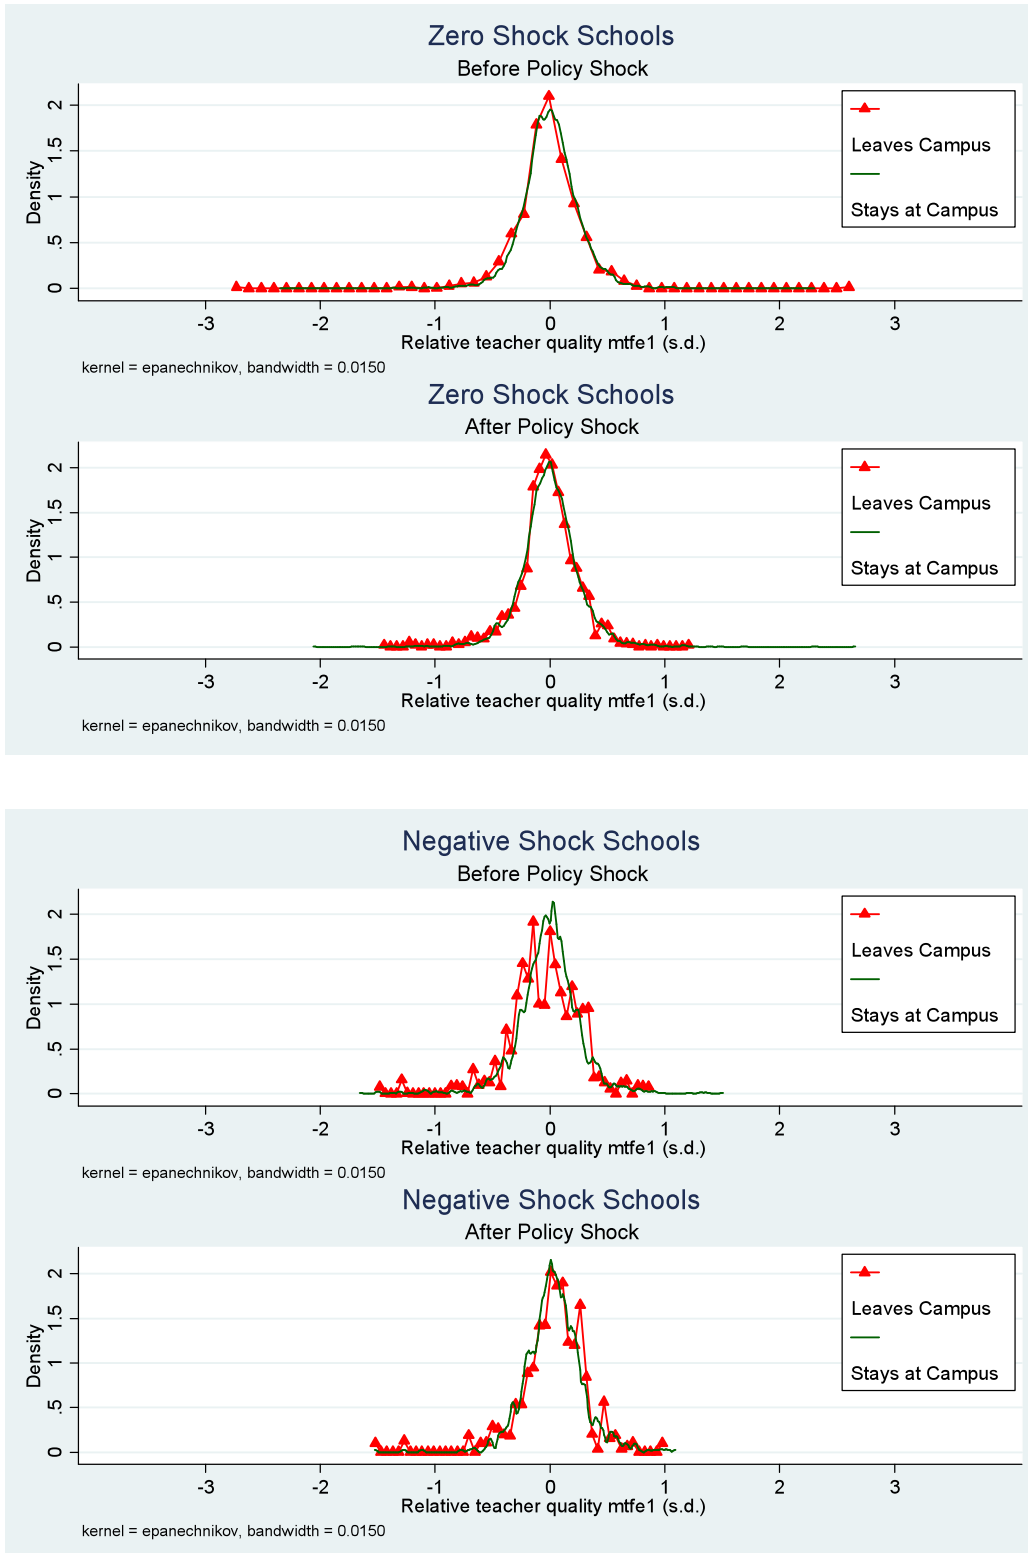 Zero Shock Schools
Before Policy Shock
Density
2
1.5
1
.5
0
-3 -2 -1 0 1 2 3
Relative teacher quality mtfe1 (s.d.)
Leaves Campus
Stays at Campus
kernel = epanechnikov, bandwidth = 0.0150
Zero Shock Schools
After Policy Shock
Density
2
1.5
1
.5
0
-3 -2 -1 0 1 2 3
Relative teacher quality mtfe1 (s.d.)
Leaves Campus
Stays at Campus
kernel = epanechnikov, bandwidth = 0.0150
Negative Shock Schools
Before Policy Shock
Density
2
1.5
1
.5
0
-3 -2 -1 0 1 2 3
Relative teacher quality mtfe1 (s.d.)
Leaves Campus
Stays at Campus
kernel = epanechnikov, bandwidth = 0.0150
Negative Shock Schools
After Policy Shock
Density
2
1.5
1
.5
0
-3 -2 -1 0 1 2 3
Relative teacher quality mtfe1 (s.d.)
Leaves Campus
Stays at Campus
kernel = epanechnikov, bandwidth = 0.0150